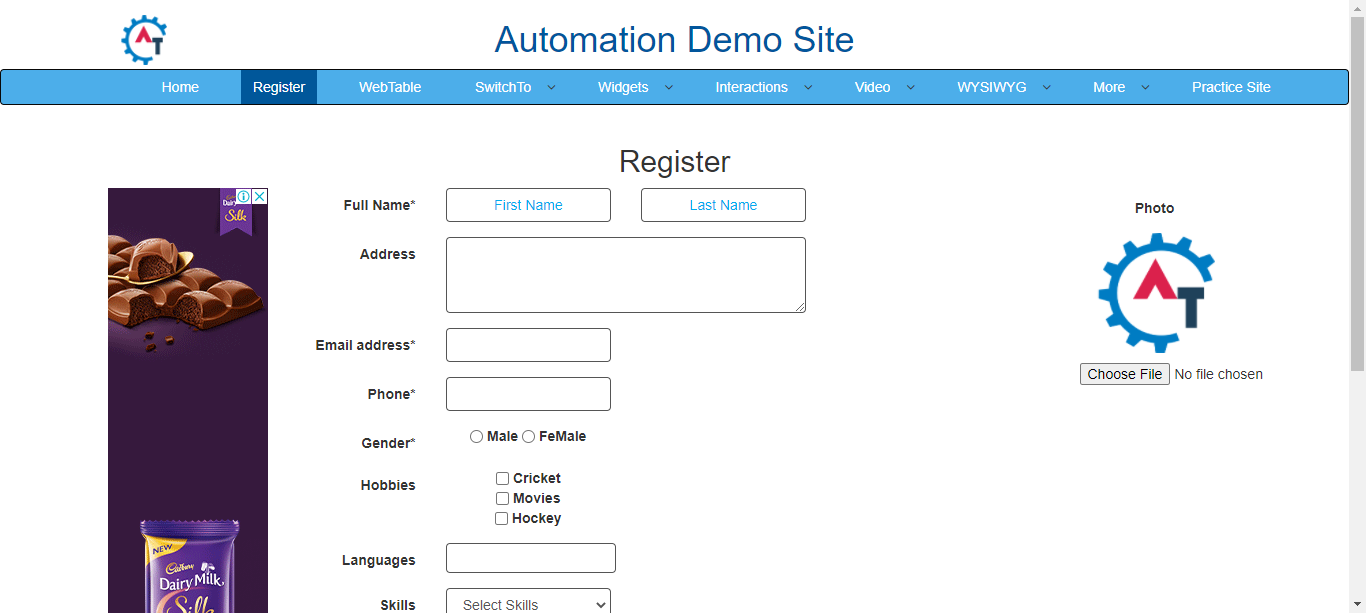 AT
Automation Demo Site
Home Register WebTable SwitchTo Widgets Interactions Video WYSIWYG More Practice Site
Register
Full Name* First Name Last Name
Photo
Address
AT
Email address*
Choose File No file chosen
Phone*
Gender* Male FeMale
Hobbies Cricket
Movies
Hockey
Languages
Skills Select Skills
Dairy
Silk
NEW
Cadbury
Dairy Milk
Silk